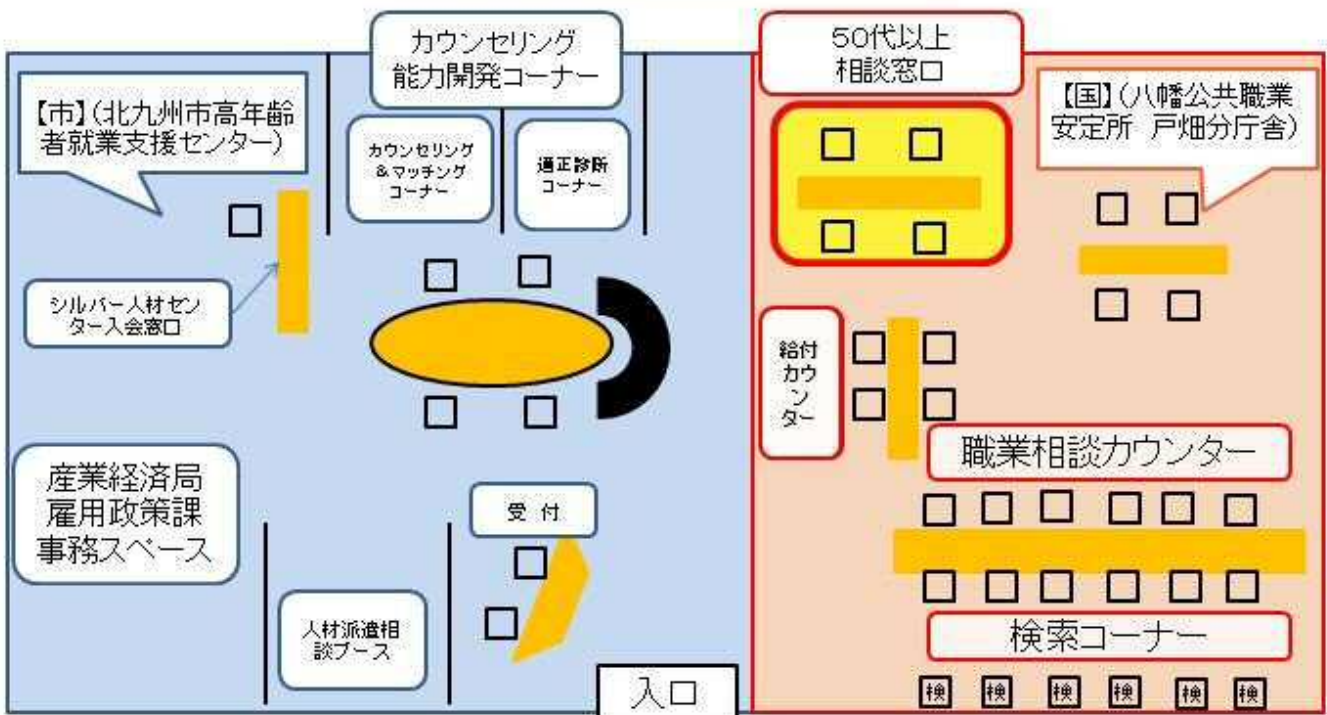 カウンセリング
能力開発コーナー
50代以上
相談窓口
【市】(北九州市高年齢
者就業支援センター)
カウンセリング
&マッチング
コーナー
適正診断
コーナー
【国】(八幡公共職業
安定所 戸畑分庁舎)
シルバー人材セン
ター入会窓口
給付
カウ
ン
ター
産業経済局
雇用政策課
事務スペース
受 付
職業相談カウンター
人材派遣相
談ブース
検索コーナー
入口
検 検 検 検 検 検